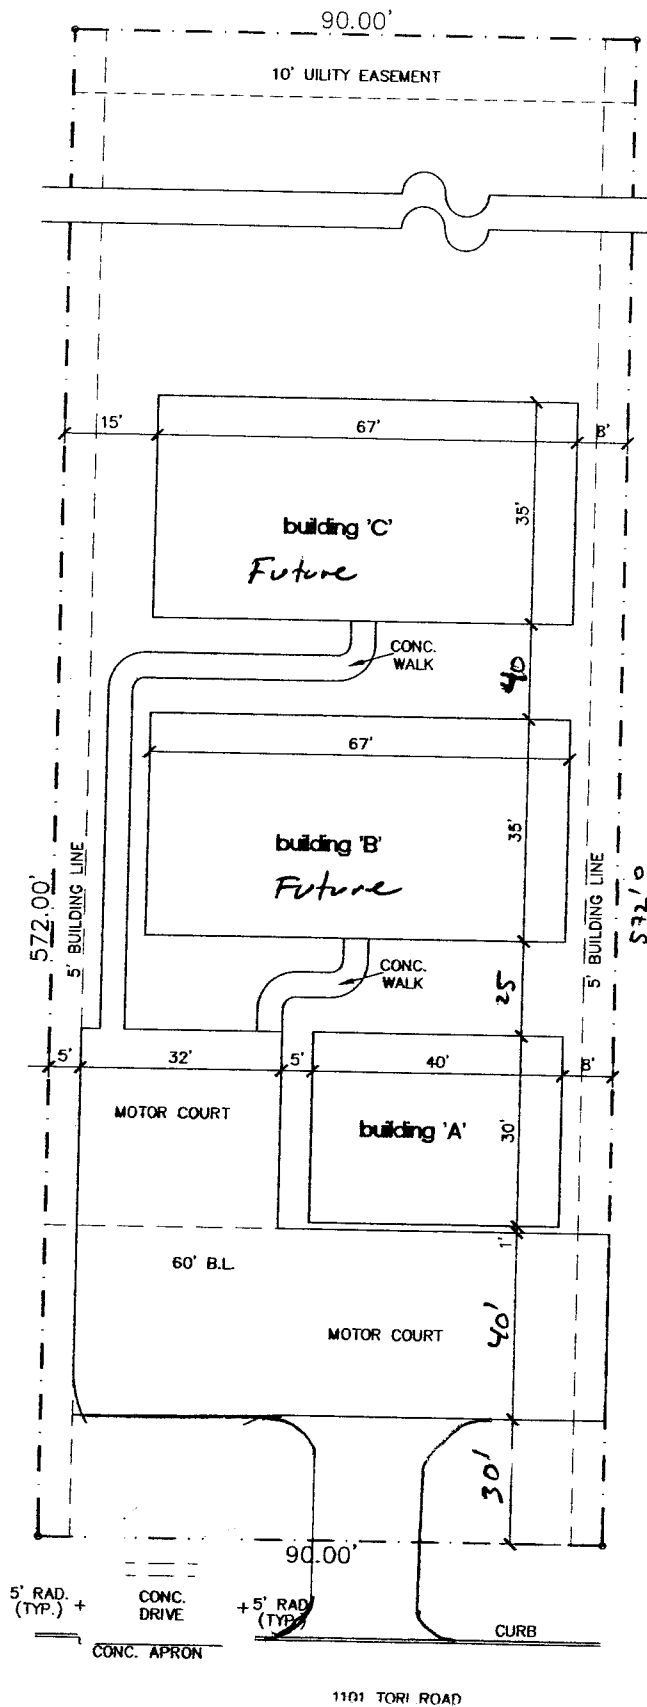 90.00'
10' UILITY EASEMENT
15'
67'
8'
35'
building 'C'
Future
CONC.
WALK
40
67'
35'
building 'B'
Future
572.00'
5' BUILDING LINE
5' BUILDING LINE
572'0
CONC.
WALK
25
5'
32'
5'
40'
8'
MOTOR COURT
building 'A'
30'
1'
60' B.L.
MOTOR COURT
40'
30'
90.00'
5' RAD.
(TYP.) +
CONC.
DRIVE
+ 5' RAD
(TYP.)
CONC. APRON
CURB
1101 TORI ROAD